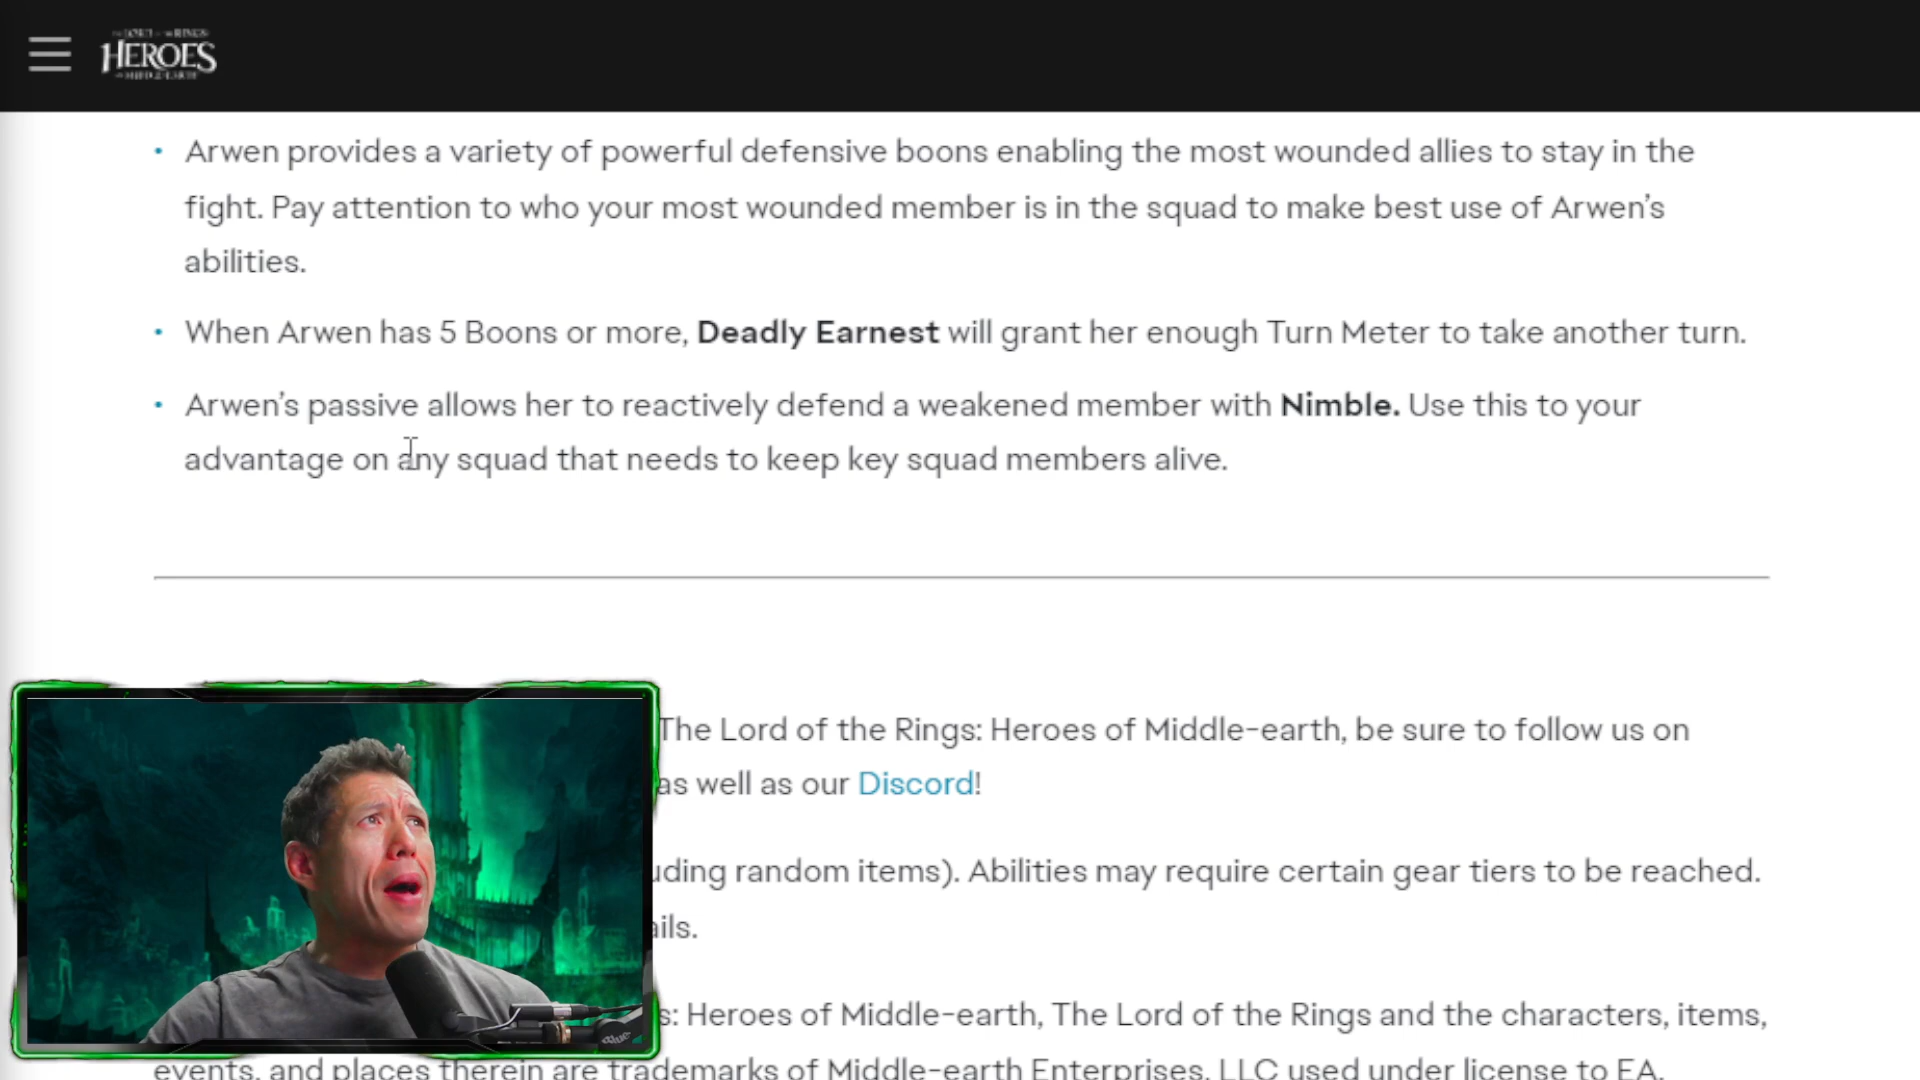 THE LORD OF THE RINGS
HEROES
OF MIDDLE-EARTH
• Arwen provides a variety of powerful defensive boons enabling the most wounded allies to stay in the
fight. Pay attention to who your most wounded member is in the squad to make best use of Arwen's
abilities.
• When Arwen has 5 Boons or more, Deadly Earnest will grant her enough Turn Meter to take another turn.
• Arwen's passive allows her to reactively defend a weakened member with Nimble. Use this to your
advantage on any squad that needs to keep key squad members alive.
The Lord of the Rings: Heroes of Middle-earth, be sure to follow us on
as well as our Discord!
uding random items). Abilities may require certain gear tiers to be reached.
ails.
s: Heroes of Middle-earth, The Lord of the Rings and the characters, items,
events, and places therein are trademarks of Middle-earth Enterprises, LLC used under license to EA.
Blue